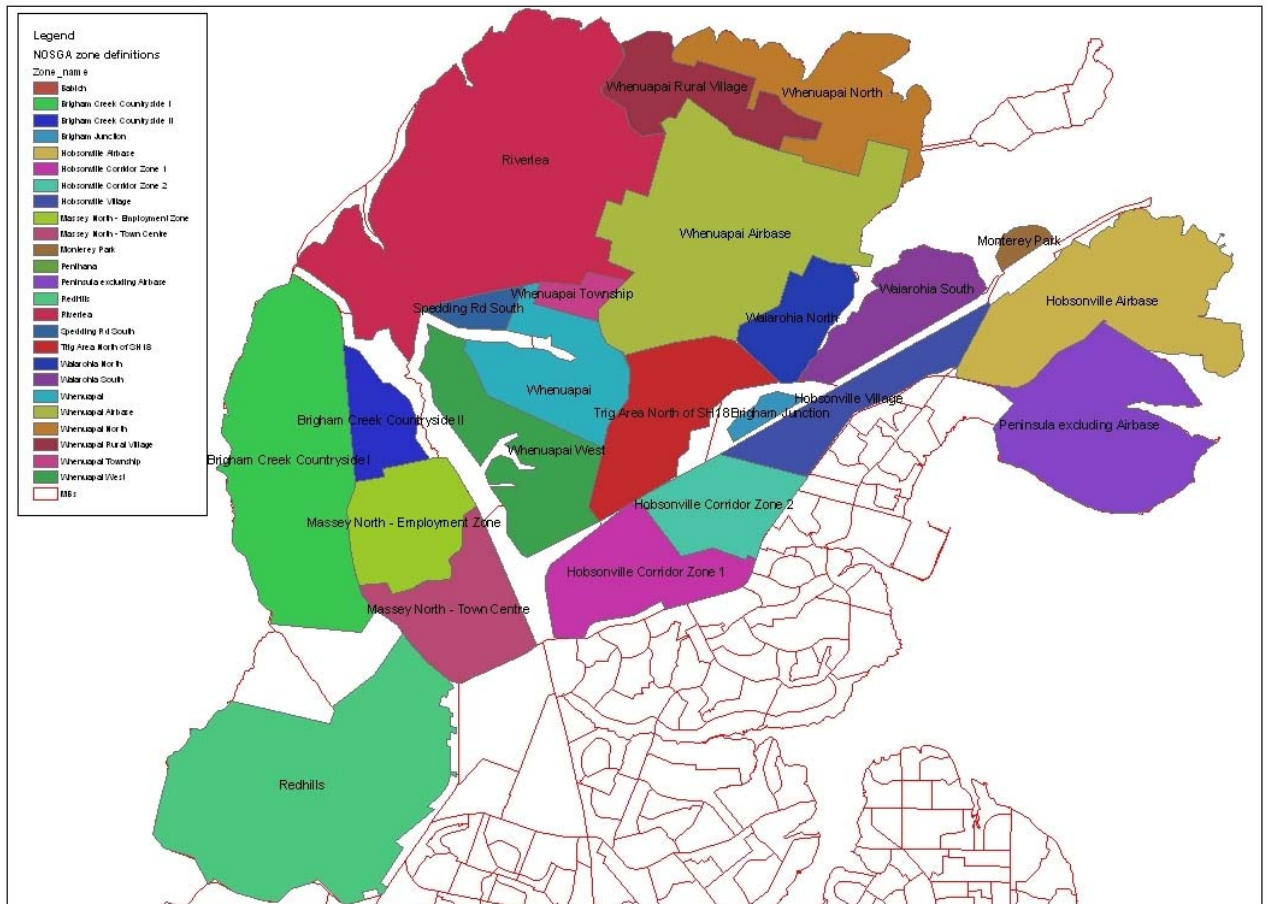 Legend
NOSGA zone definitions
Zone_name
Babich
Brigham Creek Countryside I
Brigham Creek Countryside II
Brigham Junction
Hobsonville Airbase
Hobsonville Corridor Zone 1
Hobsonville Corridor Zone 2
Hobsonville Village
Massey North - Employment Zone
Massey North - Town Centre
Monterey Park
Penihana
Peninsula excluding Airbase
Redhills
Riverlea
Spedding Rd South
Trig Area North of SH18
Waiarohia North
Waiarohia South
Whenuapai
Whenuapai Airbase
Whenuapai North
Whenuapai Rural Village
Whenuapai Township
Whenuapai West
MBs
Whenuapai Rural Village
Whenuapai North
Riverlea
Whenuapai Airbase
Monterey Park
Waiarohia South
Whenuapai Township
Hobsonville Airbase
Spedding Rd South
Waiarohia North
Whenuapai
Hobsonville Village
Trig Area North of SH18
Brigham Junction
Brigham Creek Countryside II
Peninsula excluding Airbase
Whenuapai West
Brigham Creek Countryside I
Hobsonville Corridor Zone 2
Massey North - Employment Zone
Hobsonville Corridor Zone 1
Massey North - Town Centre
Redhills